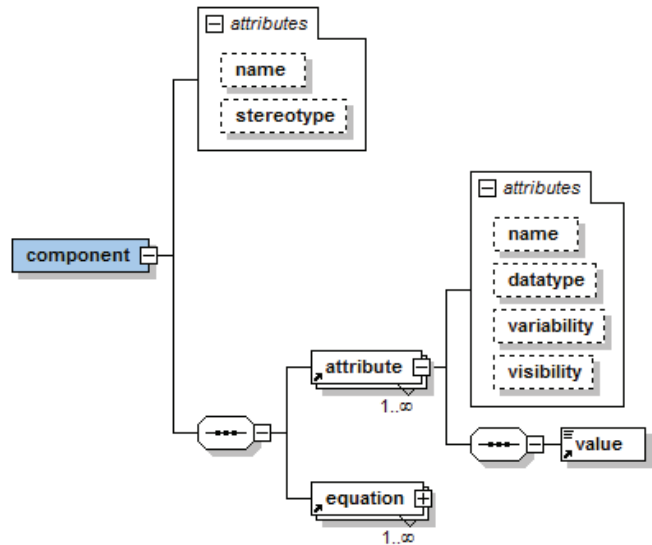 attributes
name
stereotype
attributes
name
component
datatype
variability
attribute
visibility
1..∞
value
equation
1..∞